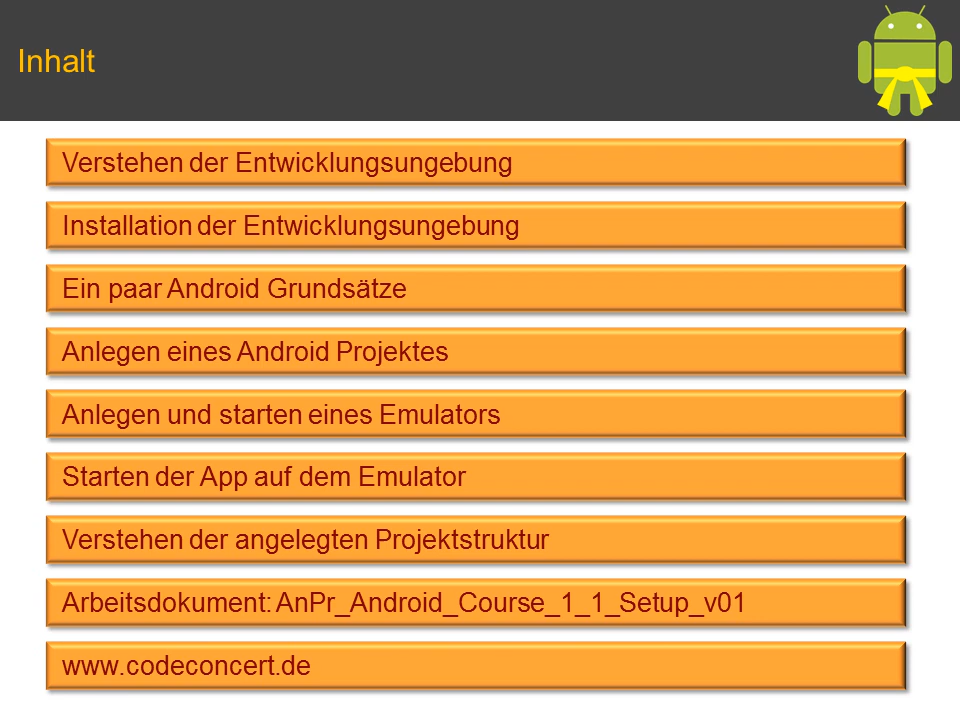 Inhalt
Verstehen der Entwicklungsungebung
Installation der Entwicklungsungebung
Ein paar Android Grundsätze
Anlegen eines Android Projektes
Anlegen und starten eines Emulators
Starten der App auf dem Emulator
Verstehen der angelegten Projektstruktur
Arbeitsdokument: AnPr_Android_Course_1_1_Setup_v01
www.codeconcert.de